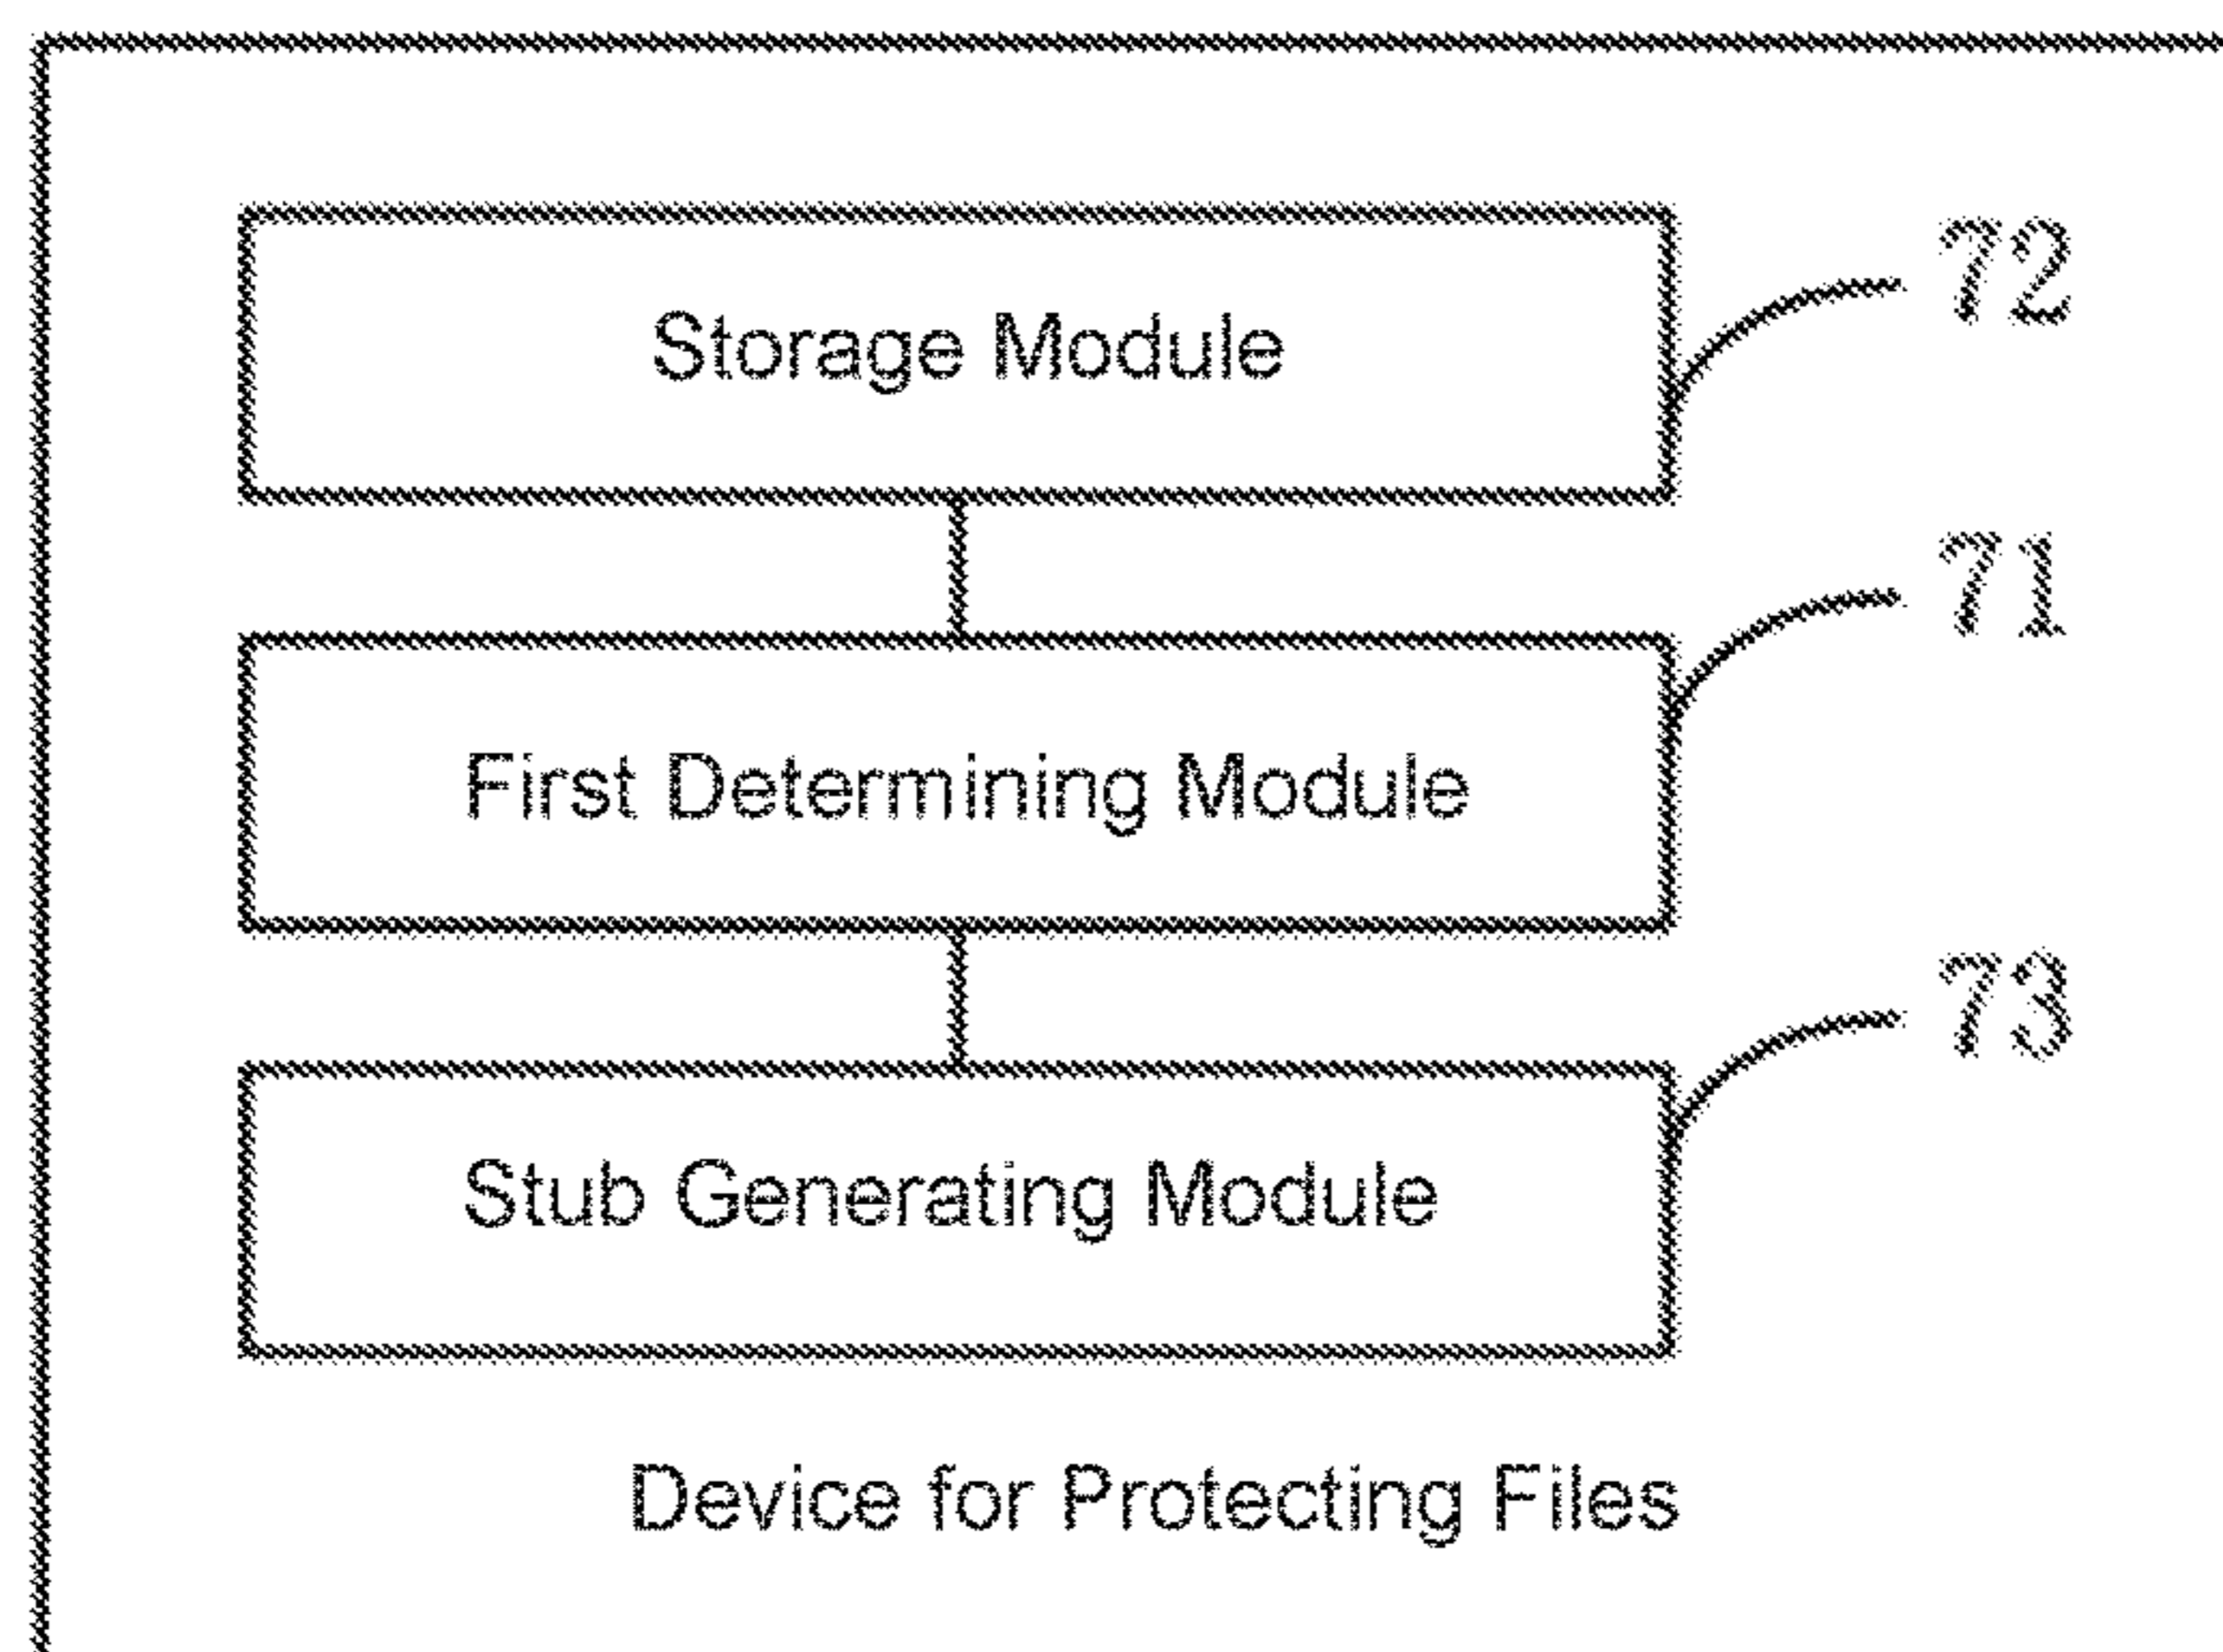 72
Storage Module
71
First Determining Module
73
Stub Generating Module
Device for Protecting Files